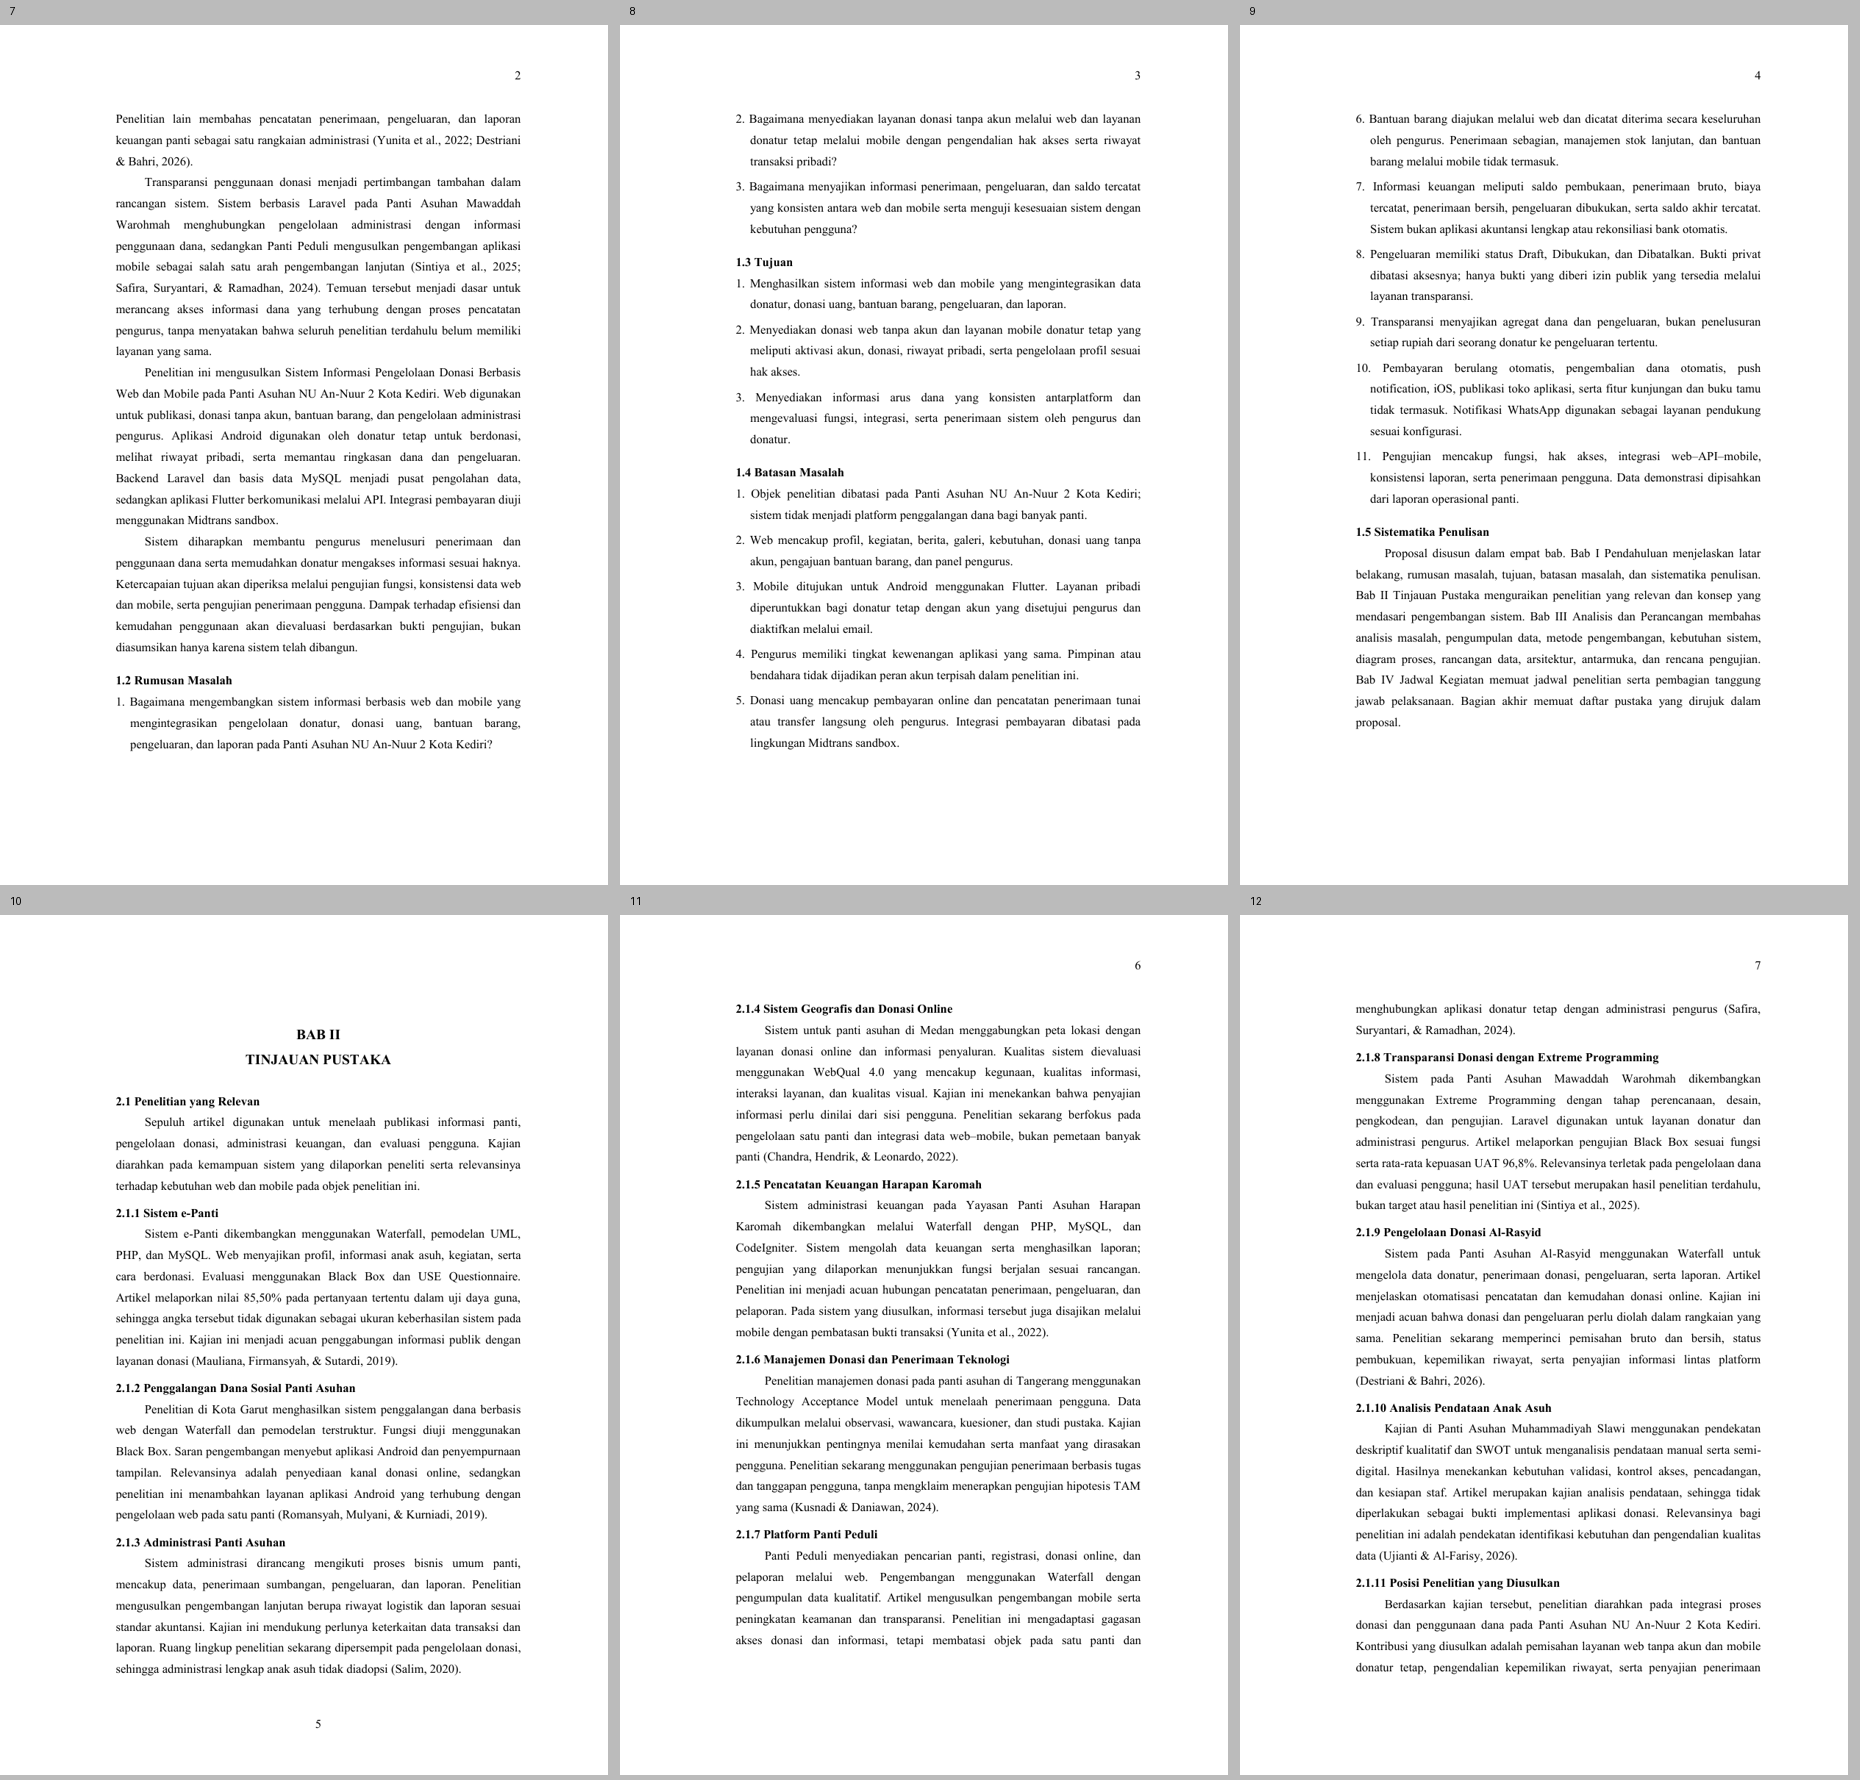 7
2
Penelitian lain membahas pencatatan penerimaan, pengeluaran, dan laporan
keuangan panti sebagai satu rangkaian administrasi (Yunita et al., 2022; Destriani
& Bahri, 2026).
Transparansi penggunaan donasi menjadi pertimbangan tambahan dalam
rancangan sistem. Sistem berbasis Laravel pada Panti Asuhan Mawaddah
Warohmah menghubungkan pengelolaan administrasi dengan informasi
penggunaan dana, sedangkan Panti Peduli mengusulkan pengembangan aplikasi
mobile sebagai salah satu arah pengembangan lanjutan (Sintiya et al., 2025;
Safira, Suryantari, & Ramadhan, 2024). Temuan tersebut menjadi dasar untuk
merancang akses informasi dana yang terhubung dengan proses pencatatan
pengurus, tanpa menyatakan bahwa seluruh penelitian terdahulu belum memiliki
layanan yang sama.
Penelitian ini mengusulkan Sistem Informasi Pengelolaan Donasi Berbasis
Web dan Mobile pada Panti Asuhan NU An-Nuur 2 Kota Kediri. Web digunakan
untuk publikasi, donasi tanpa akun, bantuan barang, dan pengelolaan administrasi
pengurus. Aplikasi Android digunakan oleh donatur tetap untuk berdonasi,
melihat riwayat pribadi, serta memantau ringkasan dana dan pengeluaran.
Backend Laravel dan basis data MySQL menjadi pusat pengolahan data,
sedangkan aplikasi Flutter berkomunikasi melalui API. Integrasi pembayaran diuji
menggunakan Midtrans sandbox.
Sistem diharapkan membantu pengurus menelusuri penerimaan dan
penggunaan dana serta memudahkan donatur mengakses informasi sesuai haknya.
Ketercapaian tujuan akan diperiksa melalui pengujian fungsi, konsistensi data web
dan mobile, serta pengujian penerimaan pengguna. Dampak terhadap efisiensi dan
kemudahan penggunaan akan dievaluasi berdasarkan bukti pengujian, bukan
diasumsikan hanya karena sistem telah dibangun.
1.2 Rumusan Masalah
1. Bagaimana mengembangkan sistem informasi berbasis web dan mobile yang
mengintegrasikan pengelolaan donatur, donasi uang, bantuan barang,
pengeluaran, dan laporan pada Panti Asuhan NU An-Nuur 2 Kota Kediri?
8
3
2. Bagaimana menyediakan layanan donasi tanpa akun melalui web dan layanan
donatur tetap melalui mobile dengan pengendalian hak akses serta riwayat
transaksi pribadi?
3. Bagaimana menyajikan informasi penerimaan, pengeluaran, dan saldo tercatat
yang konsisten antara web dan mobile serta menguji kesesuaian sistem dengan
kebutuhan pengguna?
1.3 Tujuan
1. Menghasilkan sistem informasi web dan mobile yang mengintegrasikan data
donatur, donasi uang, bantuan barang, pengeluaran, dan laporan.
2. Menyediakan donasi web tanpa akun dan layanan mobile donatur tetap yang
meliputi aktivasi akun, donasi, riwayat pribadi, serta pengelolaan profil sesuai
hak akses.
3. Menyediakan informasi arus dana yang konsisten antarplatform dan
mengevaluasi fungsi, integrasi, serta penerimaan sistem oleh pengurus dan
donatur.
1.4 Batasan Masalah
1. Objek penelitian dibatasi pada Panti Asuhan NU An-Nuur 2 Kota Kediri;
sistem tidak menjadi platform penggalangan dana bagi banyak panti.
2. Web mencakup profil, kegiatan, berita, galeri, kebutuhan, donasi uang tanpa
akun, pengajuan bantuan barang, dan panel pengurus.
3. Mobile ditujukan untuk Android menggunakan Flutter. Layanan pribadi
diperuntukkan bagi donatur tetap dengan akun yang disetujui pengurus dan
diaktifkan melalui email.
4. Pengurus memiliki tingkat kewenangan aplikasi yang sama. Pimpinan atau
bendahara tidak dijadikan peran akun terpisah dalam penelitian ini.
5. Donasi uang mencakup pembayaran online dan pencatatan penerimaan tunai
atau transfer langsung oleh pengurus. Integrasi pembayaran dibatasi pada
lingkungan Midtrans sandbox.
9
4
6. Bantuan barang diajukan melalui web dan dicatat diterima secara keseluruhan
oleh pengurus. Penerimaan sebagian, manajemen stok lanjutan, dan bantuan
barang melalui mobile tidak termasuk.
7. Informasi keuangan meliputi saldo pembukaan, penerimaan bruto, biaya
tercatat, penerimaan bersih, pengeluaran dibukukan, serta saldo akhir tercatat.
Sistem bukan aplikasi akuntansi lengkap atau rekonsiliasi bank otomatis.
8. Pengeluaran memiliki status Draft, Dibukukan, dan Dibatalkan. Bukti privat
dibatasi aksesnya; hanya bukti yang diberi izin publik yang tersedia melalui
layanan transparansi.
9. Transparansi menyajikan agregat dana dan pengeluaran, bukan penelusuran
setiap rupiah dari seorang donatur ke pengeluaran tertentu.
10. Pembayaran berulang otomatis, pengembalian dana otomatis, push
notification, iOS, publikasi toko aplikasi, serta fitur kunjungan dan buku tamu
tidak termasuk. Notifikasi WhatsApp digunakan sebagai layanan pendukung
sesuai konfigurasi.
11. Pengujian mencakup fungsi, hak akses, integrasi web–API–mobile,
konsistensi laporan, serta penerimaan pengguna. Data demonstrasi dipisahkan
dari laporan operasional panti.
1.5 Sistematika Penulisan
Proposal disusun dalam empat bab. Bab I Pendahuluan menjelaskan latar
belakang, rumusan masalah, tujuan, batasan masalah, dan sistematika penulisan.
Bab II Tinjauan Pustaka menguraikan penelitian yang relevan dan konsep yang
mendasari pengembangan sistem. Bab III Analisis dan Perancangan membahas
analisis masalah, pengumpulan data, metode pengembangan, kebutuhan sistem,
diagram proses, rancangan data, arsitektur, antarmuka, dan rencana pengujian.
Bab IV Jadwal Kegiatan memuat jadwal penelitian serta pembagian tanggung
jawab pelaksanaan. Bagian akhir memuat daftar pustaka yang dirujuk dalam
proposal.
10
BAB II
TINJAUAN PUSTAKA
2.1 Penelitian yang Relevan
Sepuluh artikel digunakan untuk menelaah publikasi informasi panti,
pengelolaan donasi, administrasi keuangan, dan evaluasi pengguna. Kajian
diarahkan pada kemampuan sistem yang dilaporkan peneliti serta relevansinya
terhadap kebutuhan web dan mobile pada objek penelitian ini.
2.1.1 Sistem e-Panti
Sistem e-Panti dikembangkan menggunakan Waterfall, pemodelan UML,
PHP, dan MySQL. Web menyajikan profil, informasi anak asuh, kegiatan, serta
cara berdonasi. Evaluasi menggunakan Black Box dan USE Questionnaire.
Artikel melaporkan nilai 85,50% pada pertanyaan tertentu dalam uji daya guna,
sehingga angka tersebut tidak digunakan sebagai ukuran keberhasilan sistem pada
penelitian ini. Kajian ini menjadi acuan penggabungan informasi publik dengan
layanan donasi (Mauliana, Firmansyah, & Sutardi, 2019).
2.1.2 Penggalangan Dana Sosial Panti Asuhan
Penelitian di Kota Garut menghasilkan sistem penggalangan dana berbasis
web dengan Waterfall dan pemodelan terstruktur. Fungsi diuji menggunakan
Black Box. Saran pengembangan menyebut aplikasi Android dan penyempurnaan
tampilan. Relevansinya adalah penyediaan kanal donasi online, sedangkan
penelitian ini menambahkan layanan aplikasi Android yang terhubung dengan
pengelolaan web pada satu panti (Romansyah, Mulyani, & Kurniadi, 2019).
2.1.3 Administrasi Panti Asuhan
Sistem administrasi dirancang mengikuti proses bisnis umum panti,
mencakup data, penerimaan sumbangan, pengeluaran, dan laporan. Penelitian
mengusulkan pengembangan lanjutan berupa riwayat logistik dan laporan sesuai
standar akuntansi. Kajian ini mendukung perlunya keterkaitan data transaksi dan
laporan. Ruang lingkup penelitian sekarang dipersempit pada pengelolaan donasi,
sehingga administrasi lengkap anak asuh tidak diadopsi (Salim, 2020).
5
11
6
2.1.4 Sistem Geografis dan Donasi Online
Sistem untuk panti asuhan di Medan menggabungkan peta lokasi dengan
layanan donasi online dan informasi penyaluran. Kualitas sistem dievaluasi
menggunakan WebQual 4.0 yang mencakup kegunaan, kualitas informasi,
interaksi layanan, dan kualitas visual. Kajian ini menekankan bahwa penyajian
informasi perlu dinilai dari sisi pengguna. Penelitian sekarang berfokus pada
pengelolaan satu panti dan integrasi data web–mobile, bukan pemetaan banyak
panti (Chandra, Hendrik, & Leonardo, 2022).
2.1.5 Pencatatan Keuangan Harapan Karomah
Sistem administrasi keuangan pada Yayasan Panti Asuhan Harapan
Karomah dikembangkan melalui Waterfall dengan PHP, MySQL, dan
CodeIgniter. Sistem mengolah data keuangan serta menghasilkan laporan;
pengujian yang dilaporkan menunjukkan fungsi berjalan sesuai rancangan.
Penelitian ini menjadi acuan hubungan pencatatan penerimaan, pengeluaran, dan
pelaporan. Pada sistem yang diusulkan, informasi tersebut juga disajikan melalui
mobile dengan pembatasan bukti transaksi (Yunita et al., 2022).
2.1.6 Manajemen Donasi dan Penerimaan Teknologi
Penelitian manajemen donasi pada panti asuhan di Tangerang menggunakan
Technology Acceptance Model untuk menelaah penerimaan pengguna. Data
dikumpulkan melalui observasi, wawancara, kuesioner, dan studi pustaka. Kajian
ini menunjukkan pentingnya menilai kemudahan serta manfaat yang dirasakan
pengguna. Penelitian sekarang menggunakan pengujian penerimaan berbasis tugas
dan tanggapan pengguna, tanpa mengklaim menerapkan pengujian hipotesis TAM
yang sama (Kusnadi & Daniawan, 2024).
2.1.7 Platform Panti Peduli
Panti Peduli menyediakan pencarian panti, registrasi, donasi online, dan
pelaporan melalui web. Pengembangan menggunakan Waterfall dengan
pengumpulan data kualitatif. Artikel mengusulkan pengembangan mobile serta
peningkatan keamanan dan transparansi. Penelitian ini mengadaptasi gagasan
akses donasi dan informasi, tetapi membatasi objek pada satu panti dan
12
7
menghubungkan aplikasi donatur tetap dengan administrasi pengurus (Safira,
Suryantari, & Ramadhan, 2024).
2.1.8 Transparansi Donasi dengan Extreme Programming
Sistem pada Panti Asuhan Mawaddah Warohmah dikembangkan
menggunakan Extreme Programming dengan tahap perencanaan, desain,
pengkodean, dan pengujian. Laravel digunakan untuk layanan donatur dan
administrasi pengurus. Artikel melaporkan pengujian Black Box sesuai fungsi
serta rata-rata kepuasan UAT 96,8%. Relevansinya terletak pada pengelolaan dana
dan evaluasi pengguna; hasil UAT tersebut merupakan hasil penelitian terdahulu,
bukan target atau hasil penelitian ini (Sintiya et al., 2025).
2.1.9 Pengelolaan Donasi Al-Rasyid
Sistem pada Panti Asuhan Al-Rasyid menggunakan Waterfall untuk
mengelola data donatur, penerimaan donasi, pengeluaran, serta laporan. Artikel
menjelaskan otomatisasi pencatatan dan kemudahan donasi online. Kajian ini
menjadi acuan bahwa donasi dan pengeluaran perlu diolah dalam rangkaian yang
sama. Penelitian sekarang memperinci pemisahan bruto dan bersih, status
pembukuan, kepemilikan riwayat, serta penyajian informasi lintas platform
(Destriani & Bahri, 2026).
2.1.10 Analisis Pendataan Anak Asuh
Kajian di Panti Asuhan Muhammadiyah Slawi menggunakan pendekatan
deskriptif kualitatif dan SWOT untuk menganalisis pendataan manual serta semi-
digital. Hasilnya menekankan kebutuhan validasi, kontrol akses, pencadangan,
dan kesiapan staf. Artikel merupakan kajian analisis pendataan, sehingga tidak
diperlakukan sebagai bukti implementasi aplikasi donasi. Relevansinya bagi
penelitian ini adalah pendekatan identifikasi kebutuhan dan pengendalian kualitas
data (Ujianti & Al-Farisy, 2026).
2.1.11 Posisi Penelitian yang Diusulkan
Berdasarkan kajian tersebut, penelitian diarahkan pada integrasi proses
donasi dan penggunaan dana pada Panti Asuhan NU An-Nuur 2 Kota Kediri.
Kontribusi yang diusulkan adalah pemisahan layanan web tanpa akun dan mobile
donatur tetap, pengendalian kepemilikan riwayat, serta penyajian penerimaan